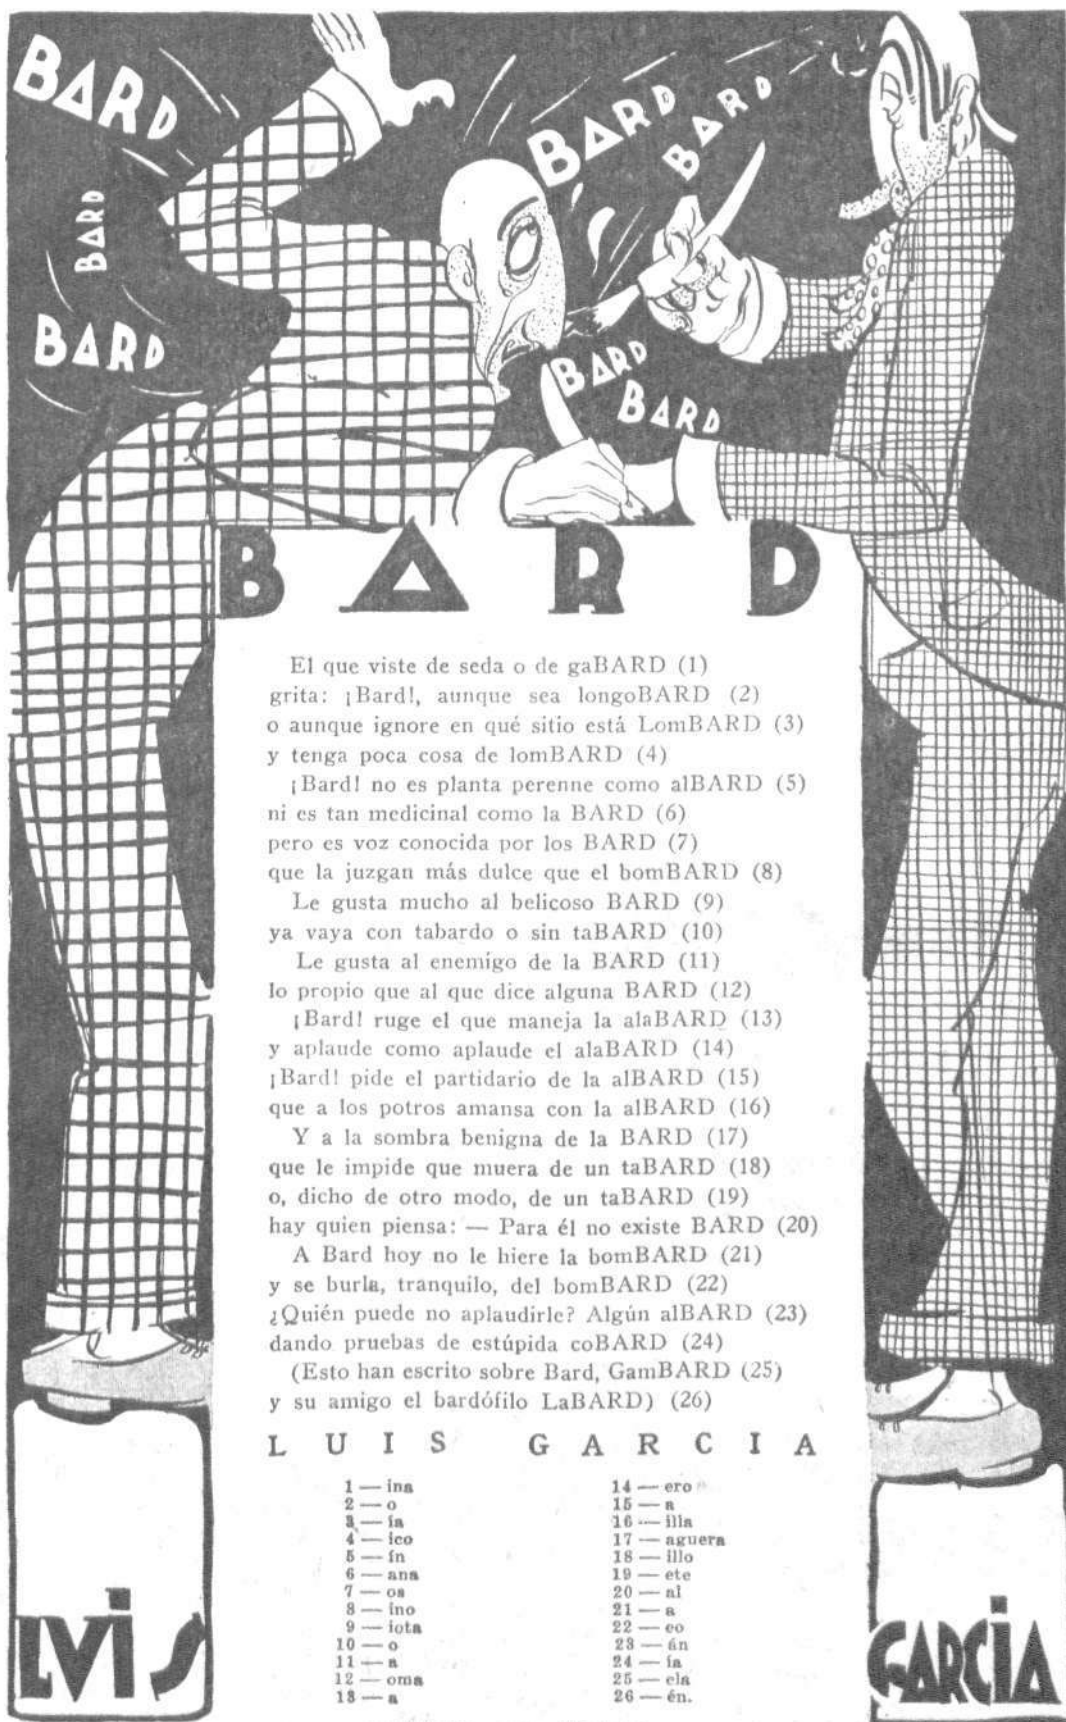 BARD
BARD
BARD
BARD
BARD
BARD
BARD
BARD
El que viste de seda o de gaBARD (1)
grita: ¡Bard!, aunque sea longoBARD (2)
o aunque ignore en qué sitio está LomBARD (3)
y tenga poca cosa de lomBARD (4)
¡Bard! no es planta perenne como alBARD (5)
ni es tan medicinal como la BARD (6)
pero es voz conocida por los BARD (7)
que la juzgan más dulce que el bomBARD (8)
Le gusta mucho al belicoso BARD (9)
ya vaya con tabardo o sin taBARD (10)
Le gusta al enemigo de la BARD (11)
lo propio que al que dice alguna BARD (12)
¡Bard! ruge el que maneja la alaBARD (13)
y aplaude como aplaude el alaBARD (14)
¡Bard! pide el partidario de la alBARD (15)
que a los potros amansa con la alBARD (16)
Y a la sombra benigna de la BARD (17)
que le impide que muera de un taBARD (18)
o, dicho de otro modo, de un taBARD (19)
hay quien piensa: — Para él no existe BARD (20)
A Bard hoy no le hiere la bomBARD (21)
y se burla, tranquilo, del bomBARD (22)
¿Quién puede no aplaudirle? Algún alBARD (23)
dando pruebas de estúpida coBARD (24)
(Esto han escrito sobre Bard, GamBARD (25)
y su amigo el bardófilo LaBARD) (26)
LUIS GARCIA
1 — ina
2 — o
3 — ía
4 — ico
5 — ín
6 — ana
7 — os
8 — ino
9 — iota
10 — o
11 — a
12 — oma
13 — a
14 — ero
15 — a
16 — illa
17 — aguera
18 — illo
19 — ete
20 — al
21 — a
22 — eo
23 — án
24 — ía
25 — ela
26 — én.
LVIS
GARCIA